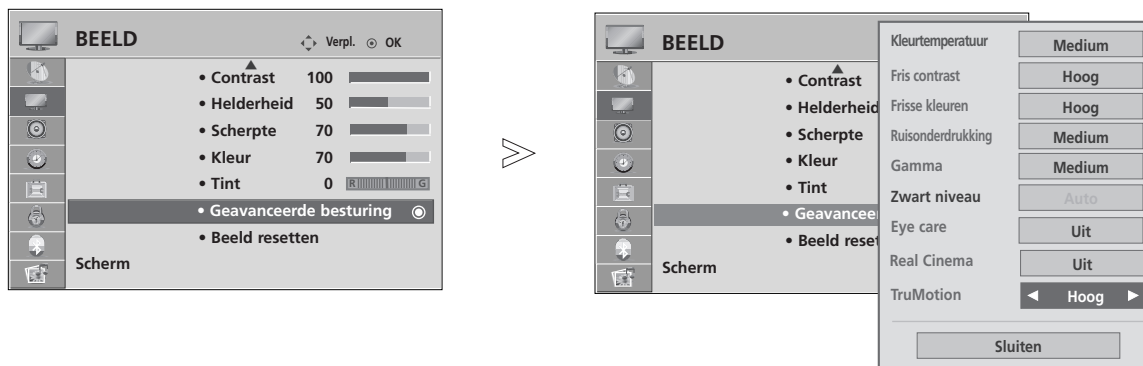 BEELD Verpl. OK
• Contrast 100
• Helderheid 50
• Scherpte 70
• Kleur 70
• Tint 0 R G
• Geavanceerde besturing
• Beeld resetten
Scherm
BEELD
• Contrast
• Helderheid
• Scherpte
• Kleur
• Tint
• Geavancee
• Beeld reset
Scherm
Kleurtemperatuur Medium
Fris contrast Hoog
Frisse kleuren Hoog
Ruisonderdrukking Medium
Gamma Medium
Zwart niveau Auto
Eye care Uit
Real Cinema Uit
TruMotion ◄ Hoog ►
Sluiten